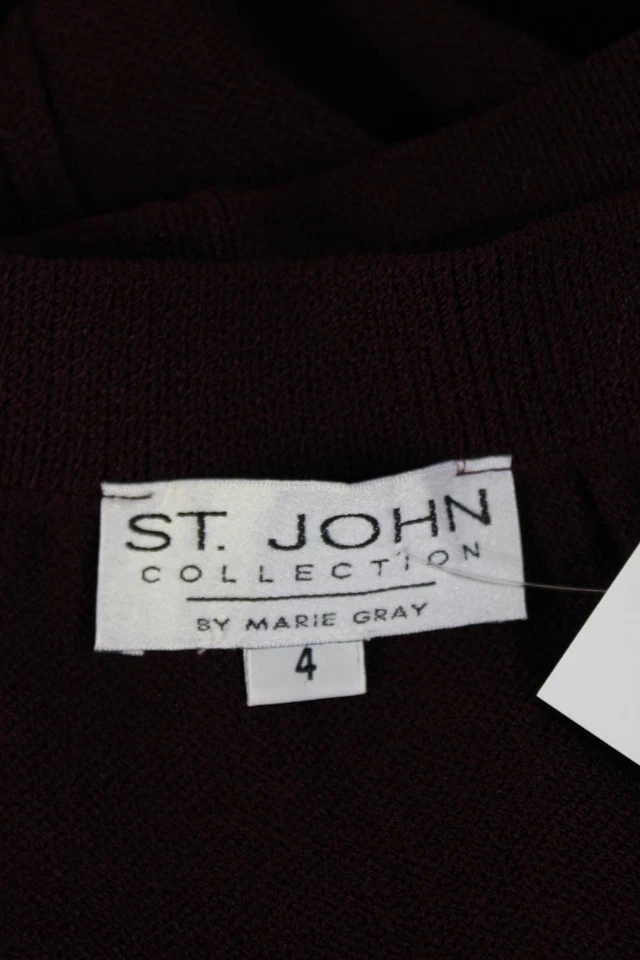 ST. JOHN
COLLECTION
BY MARIE GRAY
4